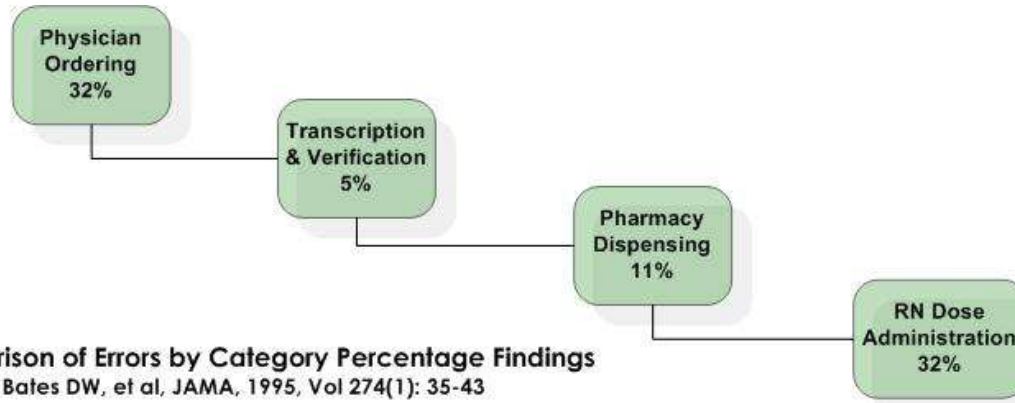 Physician
Ordering
32%
Transcription
& Verification
5%
Pharmacy
Dispensing
11%
RN Dose
Administration
32%
rison of Errors by Category Percentage Findings
Bates DW, et al, JAMA, 1995, Vol 274(1): 35-43